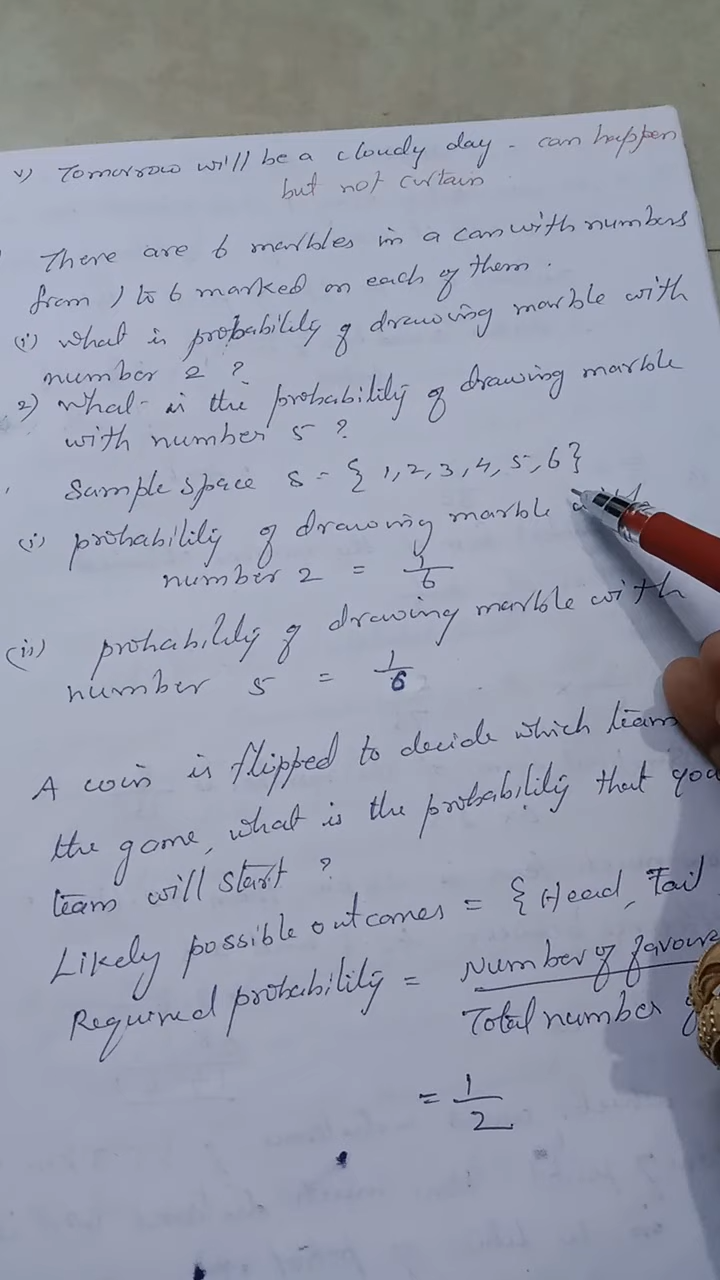 v) Tomorrow will be a cloudy day - can happen
but not curtain
There are 6 marbles in a can with numbers
from 1 to 6 marked on each of them.
(i) what is probability of drawing marble with
number 2 ?
2) what is the probability of drawing marble
with number 5 ?
Sample space S = { 1, 2, 3, 4, 5, 6 }
(i) probability of drawing marble with
number 2 = 1/6
(ii) probability of drawing marble with
number 5 = 1/6
A coin is flipped to decide which team
the game, what is the probability that you
team will start ?
Likely possible outcomes = { Head, Tail
Required probability = Number of favour
Total number
= 1/2